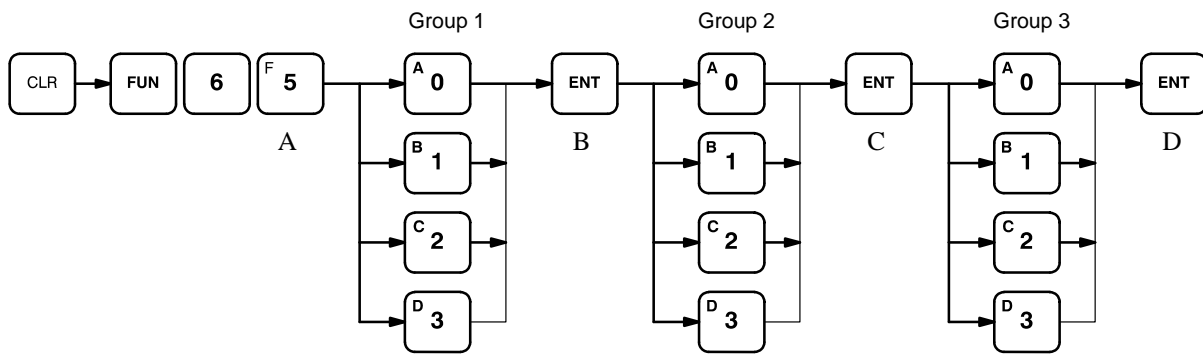 Group 1 Group 2 Group 3
CLR FUN 6 F 5 A 0 ENT A 0 ENT A 0 ENT
A B C D
B 1 B 1 B 1
C 2 C 2 C 2
D 3 D 3 D 3